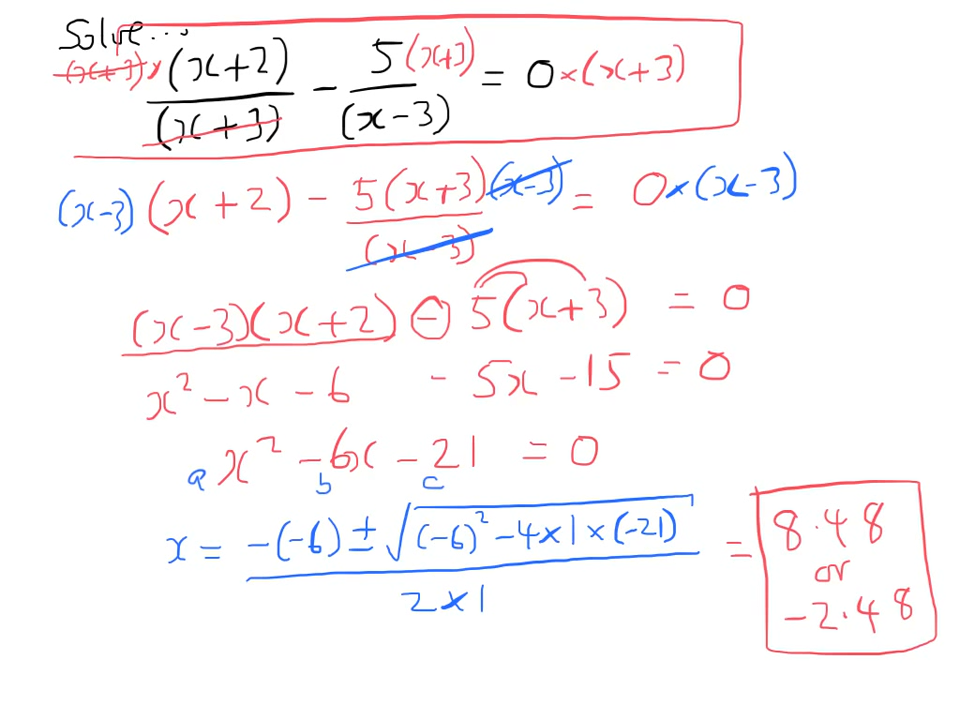 Solve...
(x+3) × (x+2)/(x+3) - 5(x+3)/(x-3) = 0 × (x+3)
(x-3)(x+2) - 5(x+3)(x-3)/(x-3) = 0 × (x-3)
(x-3)(x+2) - 5(x+3) = 0
x² - x - 6 - 5x - 15 = 0
x² - 6x - 21 = 0
a b c
x = -(-6) ± √((-6)² - 4×1×(-21)) / 2×1 = 8.48
or
-2.48